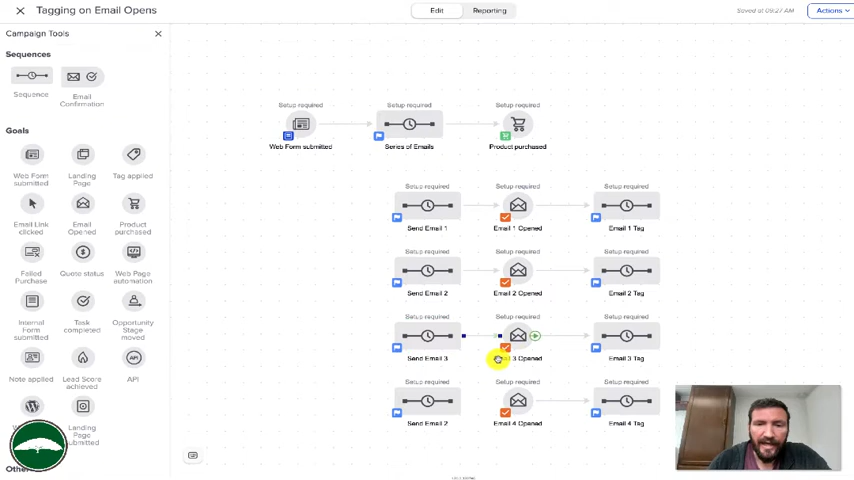 Tagging on Email Opens
Edit
Reporting
Saved at 09:27 AM
Actions
Campaign Tools
Sequences
Sequence
Email
Confirmation
Goals
Web Form
submitted
Landing
Page
Tag applied
Email Link
clicked
Email
Opened
Product
purchased
Failed
Purchase
Quote status
Web Page
automation
Internal
Form
submitted
Task
completed
Opportunity
Stage
moved
Note applied
Lead Score
achieved
API
Landing
Page
submitted
Other
Setup required
Setup required
Setup required
Web Form submitted
Series of Emails
Product purchased
Setup required
Setup required
Setup required
Send Email 1
Email 1 Opened
Email 1 Tag
Setup required
Setup required
Setup required
Send Email 2
Email 2 Opened
Email 2 Tag
Setup required
Setup required
Setup required
Send Email 3
3 Opened
Email 3 Tag
Setup required
Setup required
Setup required
Send Email 2
Email 4 Opened
Email 4 Tag